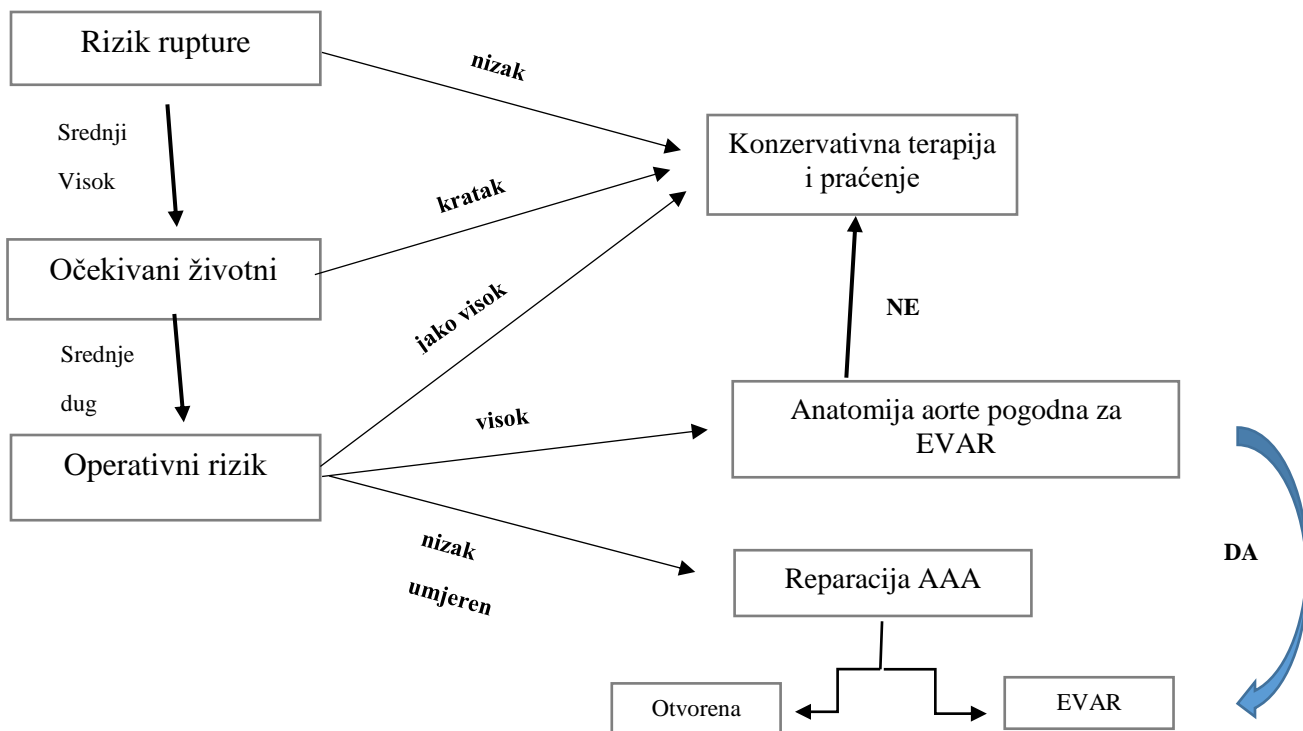 Rizik rupture
nizak
Srednji
Visok
Konzervativna terapija
i praćenje
kratak
Očekivani životni
jako visok
NE
Srednje
dug
Anatomija aorte pogodna za
EVAR
visok
Operativni rizik
nizak
umjeren
DA
Reparacija AAA
Otvorena
EVAR